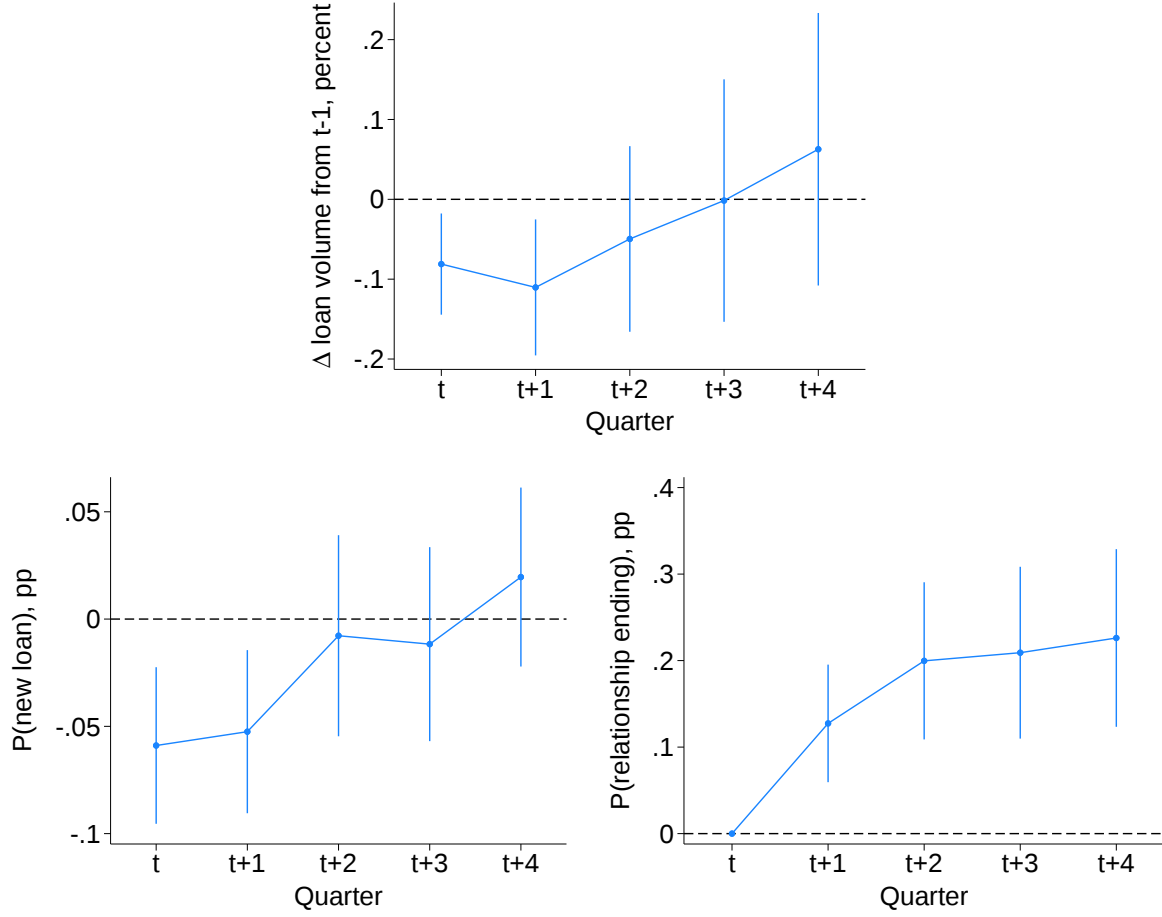 Δ loan volume from t-1, percent
.2
.1
0
-.1
-.2
t t+1 t+2 t+3 t+4
Quarter
P(new loan), pp
.05
0
-.05
-.1
t t+1 t+2 t+3 t+4
Quarter
P(relationship ending), pp
.4
.3
.2
.1
0
t t+1 t+2 t+3 t+4
Quarter